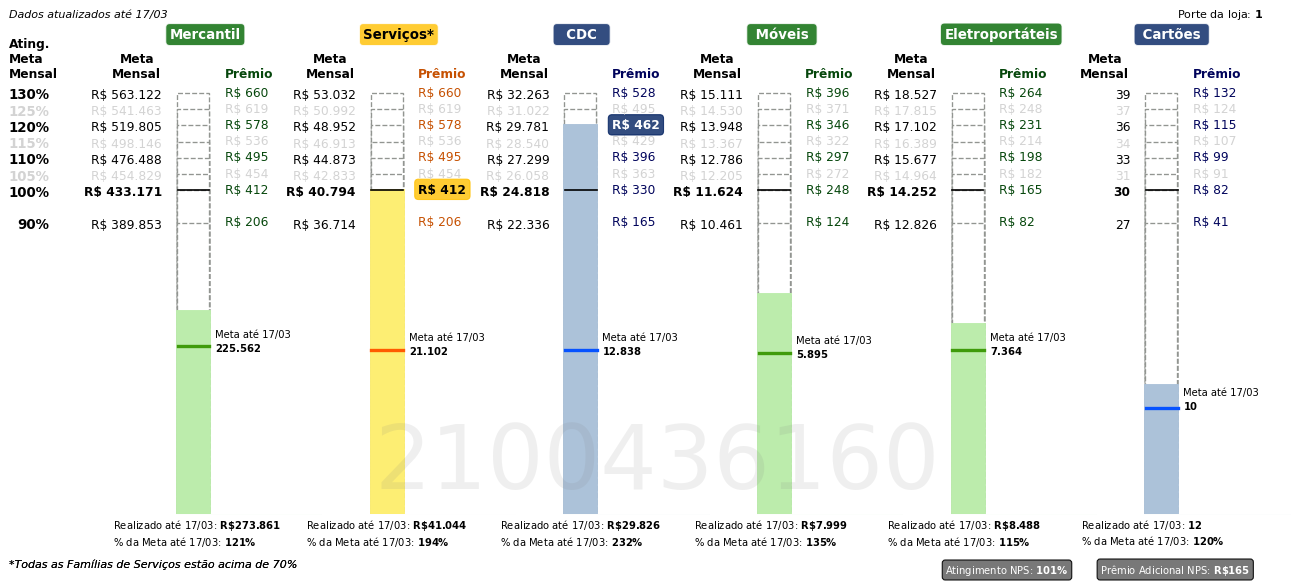 Dados atualizados até 17/03
Porte da loja: 1
Mercantil Serviços* CDC Móveis Eletroportáteis Cartões
Ating. Meta Mensal
Meta Mensal Prêmio Meta Mensal Prêmio Meta Mensal Prêmio Meta Mensal Prêmio Meta Mensal Prêmio Meta Mensal Prêmio
130% R$ 563.122 R$ 660 R$ 53.032 R$ 660 R$ 32.263 R$ 528 R$ 15.111 R$ 396 R$ 18.527 R$ 264 39 R$ 132
125% R$ 541.463 R$ 619 R$ 50.992 R$ 619 R$ 31.022 R$ 495 R$ 14.530 R$ 371 R$ 17.815 R$ 248 37 R$ 124
120% R$ 519.805 R$ 578 R$ 48.952 R$ 578 R$ 29.781 R$ 462 R$ 13.948 R$ 346 R$ 17.102 R$ 231 36 R$ 115
115% R$ 498.146 R$ 536 R$ 46.913 R$ 536 R$ 28.540 R$ 429 R$ 13.367 R$ 322 R$ 16.389 R$ 214 34 R$ 107
110% R$ 476.488 R$ 495 R$ 44.873 R$ 495 R$ 27.299 R$ 396 R$ 12.786 R$ 297 R$ 15.677 R$ 198 33 R$ 99
105% R$ 454.829 R$ 454 R$ 42.833 R$ 454 R$ 26.058 R$ 363 R$ 12.205 R$ 272 R$ 14.964 R$ 182 31 R$ 91
100% R$ 433.171 R$ 412 R$ 40.794 R$ 412 R$ 24.818 R$ 330 R$ 11.624 R$ 248 R$ 14.252 R$ 165 30 R$ 82
90% R$ 389.853 R$ 206 R$ 36.714 R$ 206 R$ 22.336 R$ 165 R$ 10.461 R$ 124 R$ 12.826 R$ 82 27 R$ 41
Meta até 17/03 Meta até 17/03 Meta até 17/03 Meta até 17/03 Meta até 17/03 Meta até 17/03
225.562 21.102 12.838 5.895 7.364 10
2100436160
Realizado até 17/03: R$273.861 Realizado até 17/03: R$41.044 Realizado até 17/03: R$29.826 Realizado até 17/03: R$7.999 Realizado até 17/03: R$8.488 Realizado até 17/03: 12
% da Meta até 17/03: 121% % da Meta até 17/03: 194% % da Meta até 17/03: 232% % da Meta até 17/03: 135% % da Meta até 17/03: 115% % da Meta até 17/03: 120%
*Todas as Famílias de Serviços estão acima de 70%
Atingimento NPS: 101% Prêmio Adicional NPS: R$165